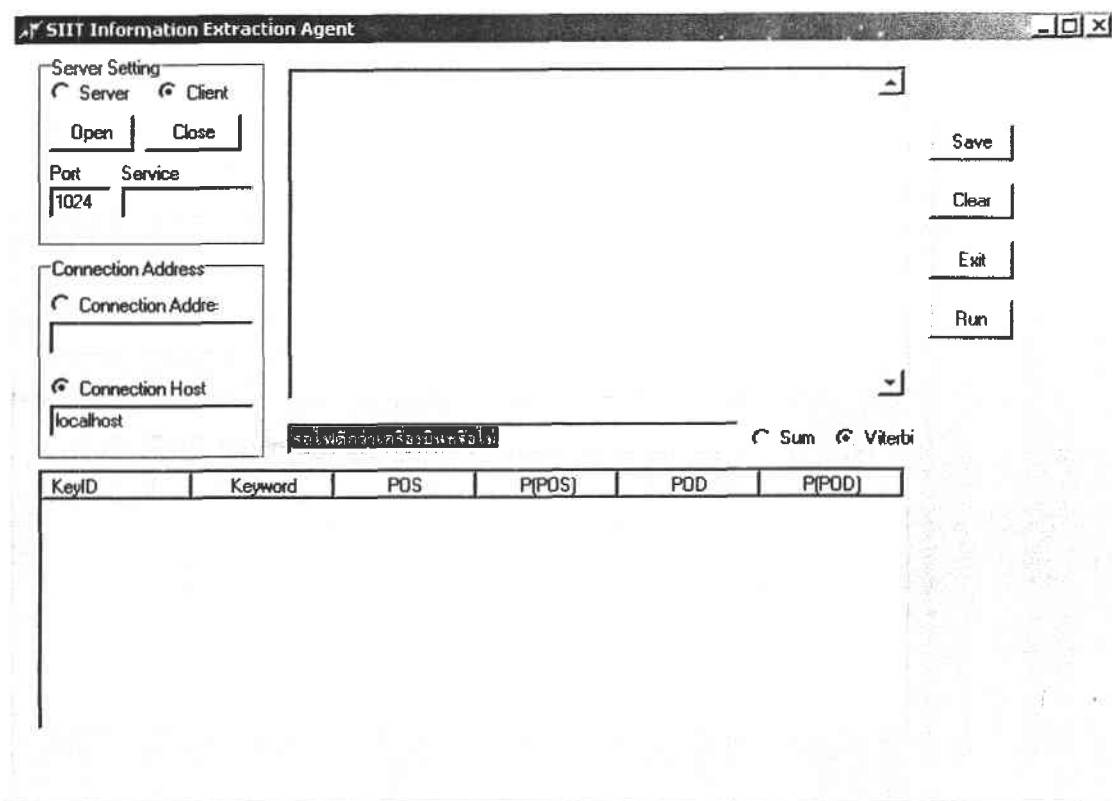 SIIT Information Extraction Agent
Server Setting
Server Client
Open Close
Port Service
1024
Connection Address
Connection Addre
Connection Host
localhost
Save
Clear
Exit
Run
รถไฟดีกว่าเครื่องบินหรือไม่
Sum Viterbi
KeyID Keyword POS P(POS) POD P(POD)